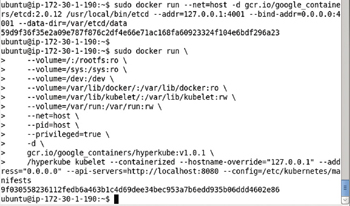 ubuntu@ip-172-30-1-190:~$ sudo docker run --net=host -d gcr.io/google_containe
rs/etcd:2.0.12 /usr/local/bin/etcd --addr=127.0.0.1:4001 --bind-addr=0.0.0.0:4
001 --data-dir=/var/etcd/data
59d9f36f35e2a09e787f876c2df4e66e71ac168fa60923324f104e6bdf296a23
ubuntu@ip-172-30-1-190:~$
ubuntu@ip-172-30-1-190:~$ sudo docker run \
> --volume=/:/rootfs:ro \
> --volume=/sys:/sys:ro \
> --volume=/dev:/dev \
> --volume=/var/lib/docker/:/var/lib/docker:ro \
> --volume=/var/lib/kubelet/:/var/lib/kubelet:rw \
> --volume=/var/run:/var/run:rw \
> --net=host \
> --pid=host \
> --privileged=true \
> -d \
> gcr.io/google_containers/hyperkube:v1.0.1 \
> /hyperkube kubelet --containerized --hostname-override="127.0.0.1" --add
ress="0.0.0.0" --api-servers=http://localhost:8080 --config=/etc/kubernetes/ma
nifests
9f030558236112fedb6a463b1c4d69dee34bec953a7b6edd935b06ddd4602e86
ubuntu@ip-172-30-1-190:~$